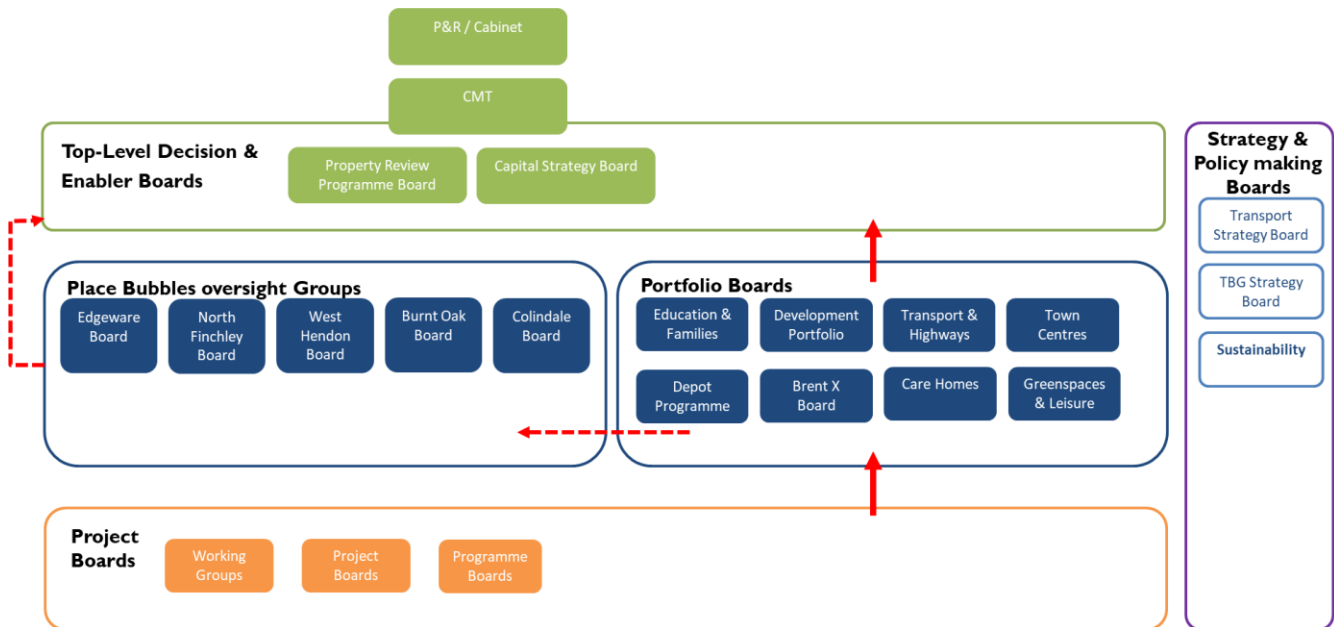 P&R / Cabinet
CMT
Top-Level Decision &
Enabler Boards
Property Review
Programme Board
Capital Strategy Board
Strategy &
Policy making
Boards
Transport
Strategy Board
TBG Strategy
Board
Sustainability
Place Bubbles oversight Groups
Edgeware
Board
North
Finchley
Board
West
Hendon
Board
Burnt Oak
Board
Colindale
Board
Portfolio Boards
Education &
Families
Development
Portfolio
Transport &
Highways
Town
Centres
Depot
Programme
Brent X
Board
Care Homes
Greenspaces
& Leisure
Project
Boards
Working
Groups
Project
Boards
Programme
Boards